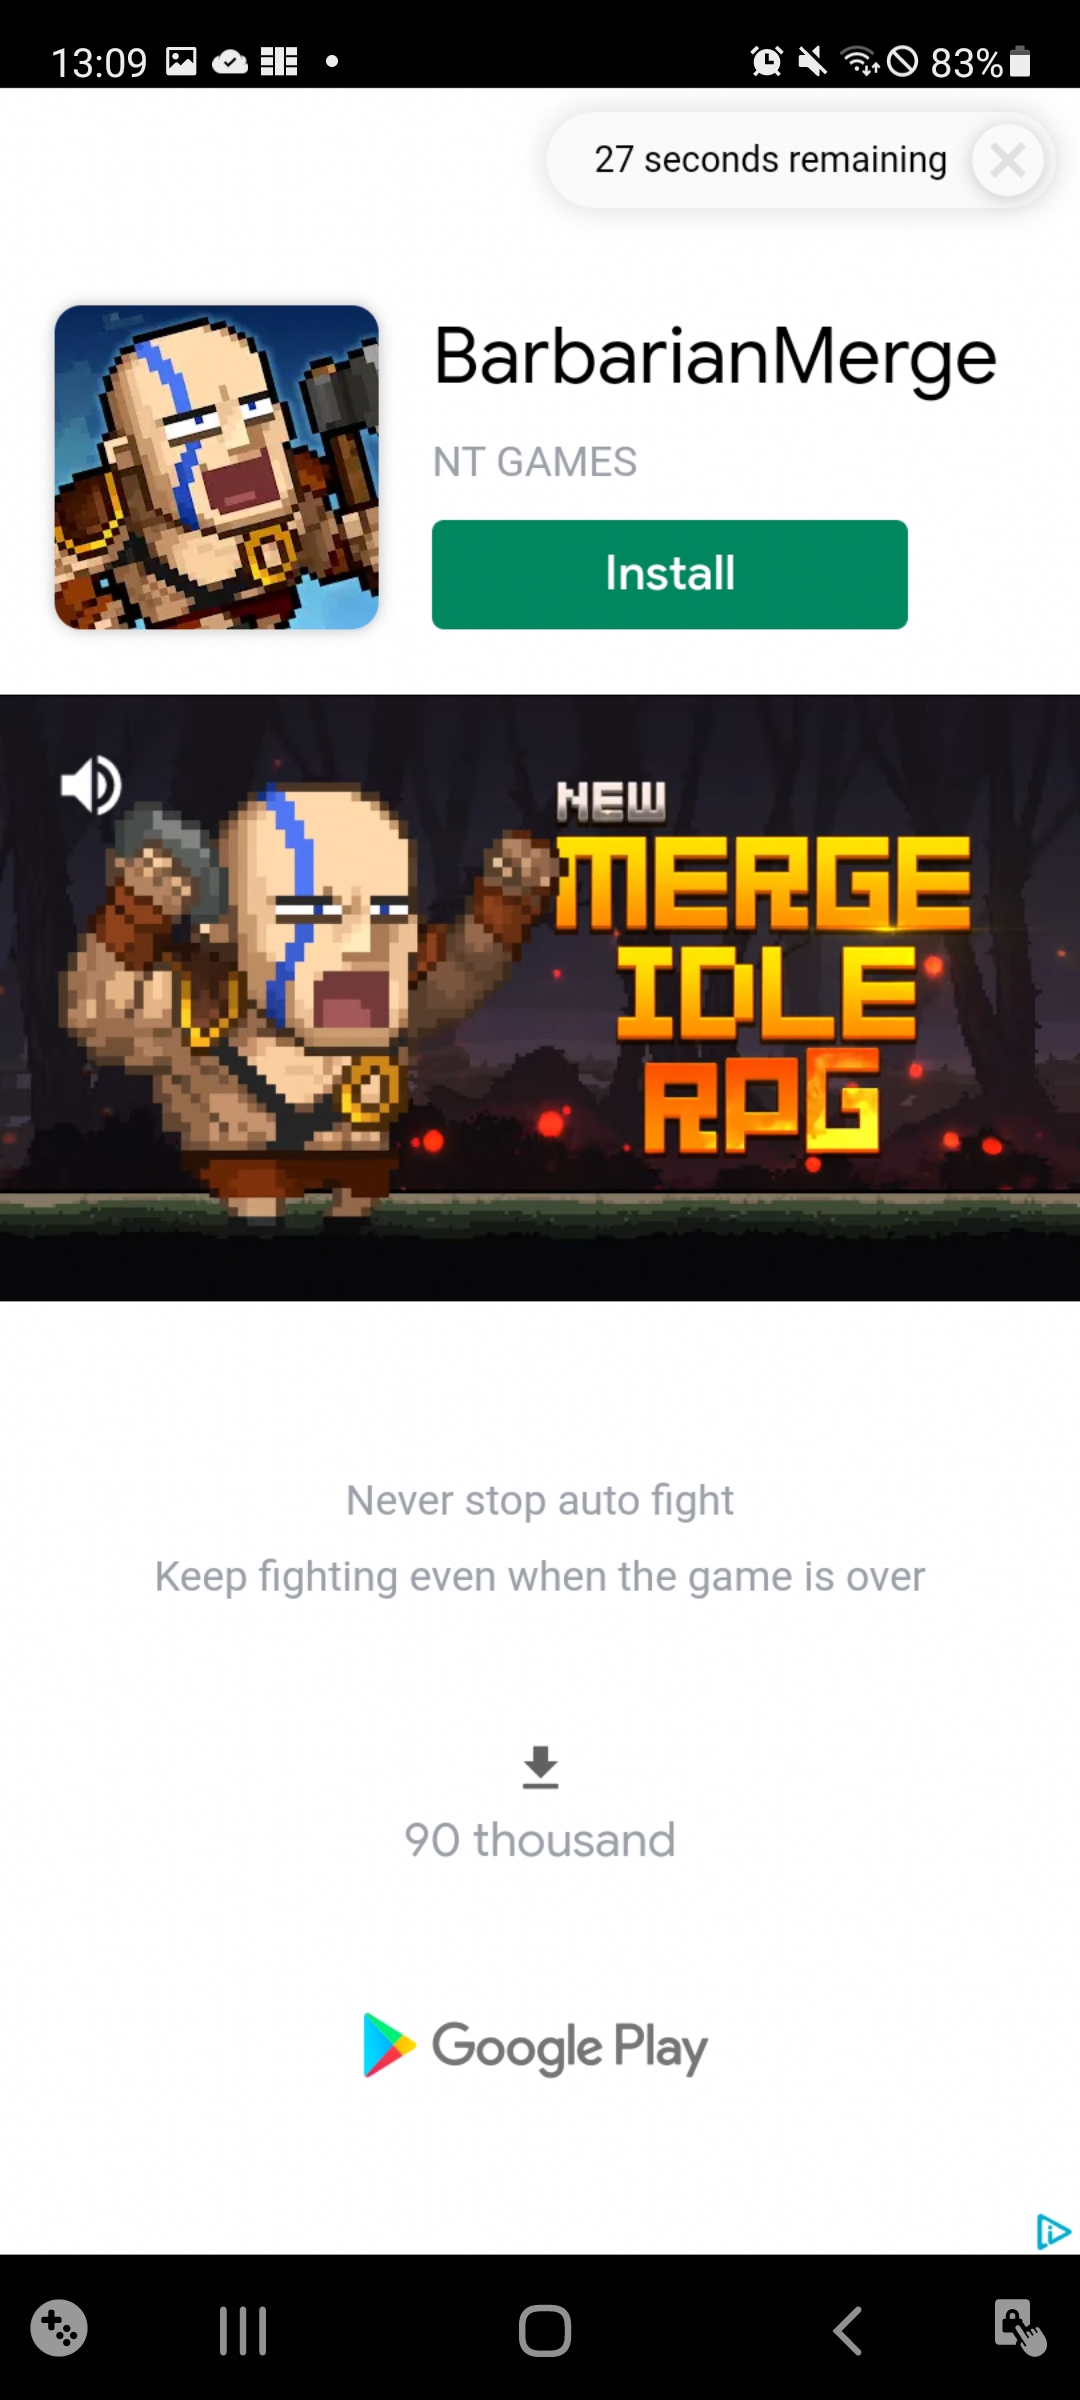 13:09
83%
27 seconds remaining
BarbarianMerge
NT GAMES
Install
NEW
MERGE
IDLE
RPG
Never stop auto fight
Keep fighting even when the game is over
90 thousand
Google Play